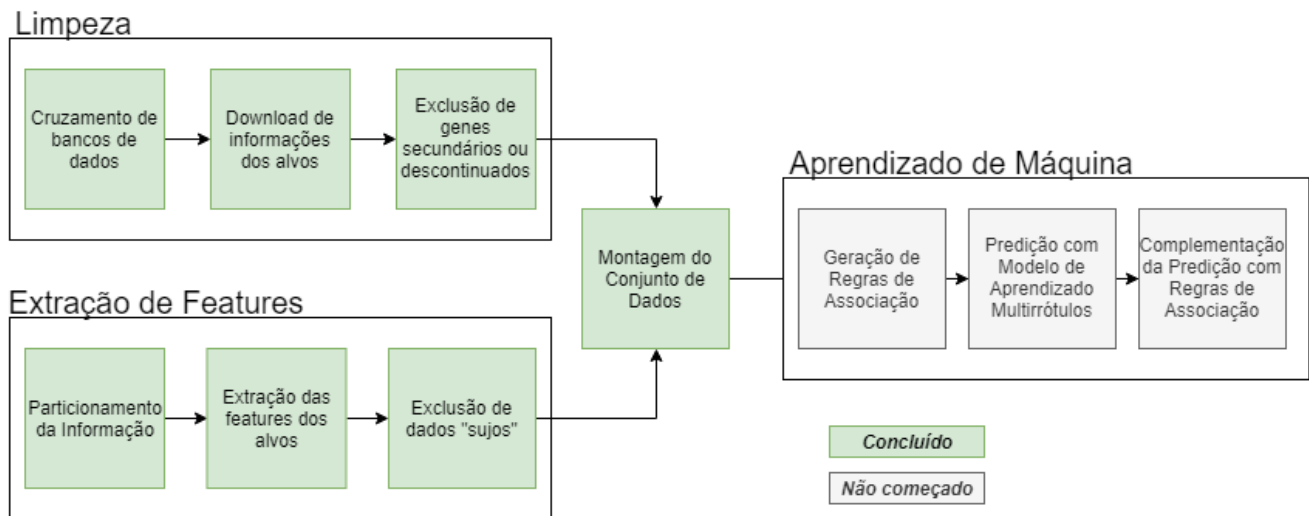 Limpeza
Cruzamento de
bancos de
dados
Download de
informações
dos alvos
Exclusão de
genes
secundários ou
descontinuados
Extração de Features
Particionamento
da Informação
Extração das
features dos
alvos
Exclusão de
dados "sujos"
Montagem do
Conjunto de
Dados
Aprendizado de Máquina
Geração de
Regras de
Associação
Predição com
Modelo de
Aprendizado
Multirrótulos
Complementação
da Predição com
Regras de
Associação
Concluído
Não começado